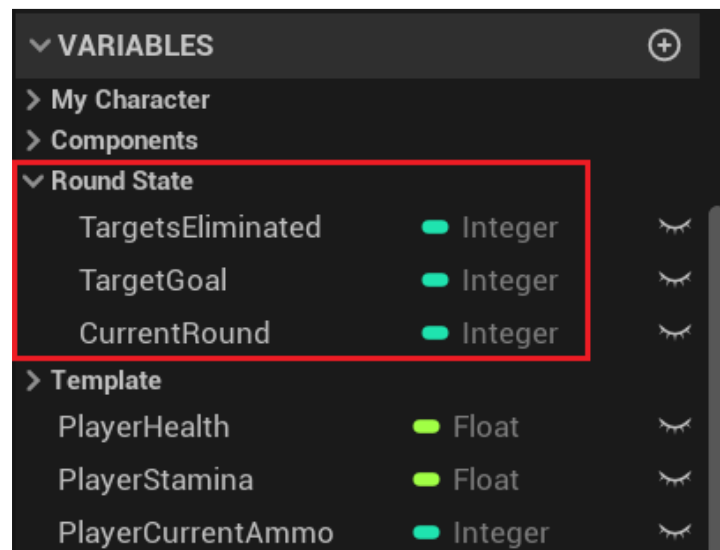 VARIABLES
My Character
Components
Round State
TargetsEliminated Integer
TargetGoal Integer
CurrentRound Integer
Template
PlayerHealth Float
PlayerStamina Float
PlayerCurrentAmmo Integer